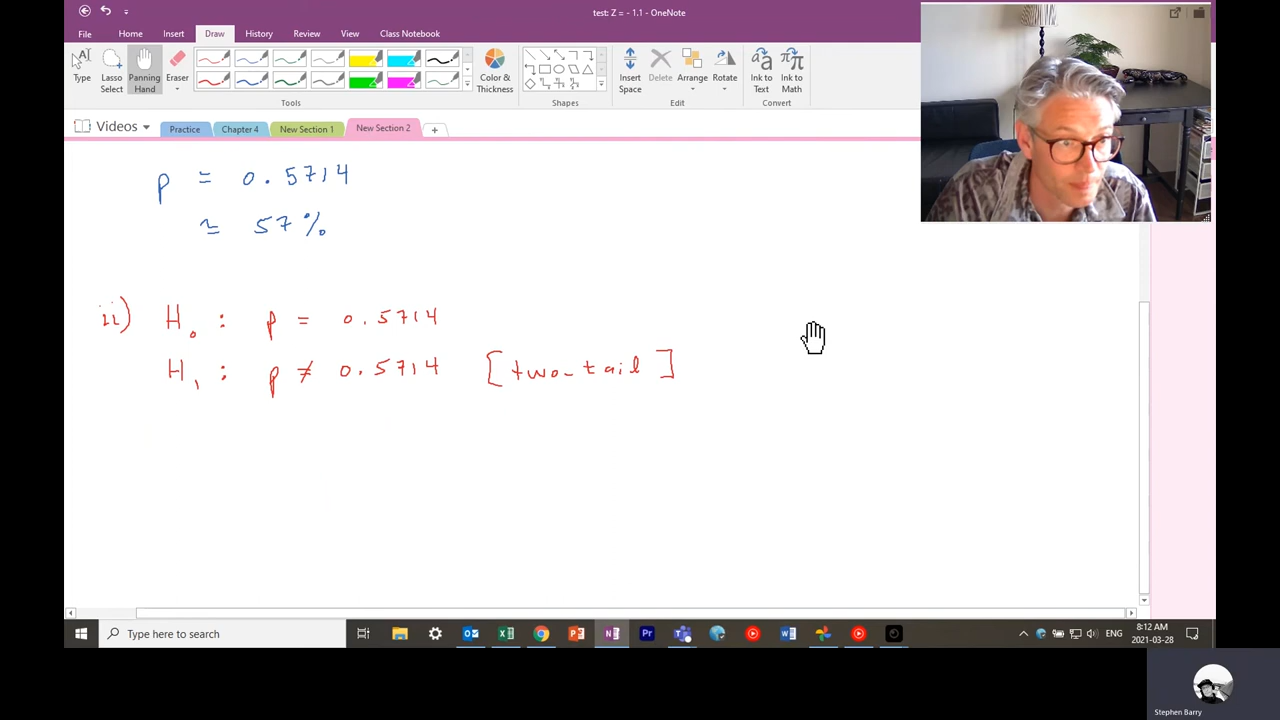 test: Z = - 1.1 - OneNote
File Home Insert Draw History Review View Class Notebook
Type
Lasso Select
Panning Hand
Eraser
Color & Thickness
Insert Space
Delete
Arrange
Rotate
Ink to Text
Ink to Math
Tools Shapes Edit Convert
Videos Practice Chapter 4 New Section 1 New Section 2 +
p = 0.5714
≃ 57%
ii) H₀ : p = 0.5714
H₁ : p ≠ 0.5714 [two-tail]
Type here to search
ENG
8:12 AM
2021-03-28
Stephen Barry